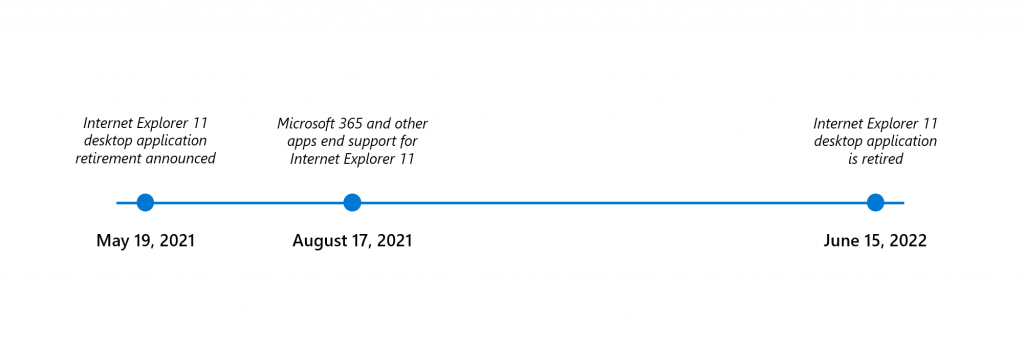 Internet Explorer 11
desktop application
retirement announced
May 19, 2021
Microsoft 365 and other
apps end support for
Internet Explorer 11
August 17, 2021
Internet Explorer 11
desktop application
is retired
June 15, 2022